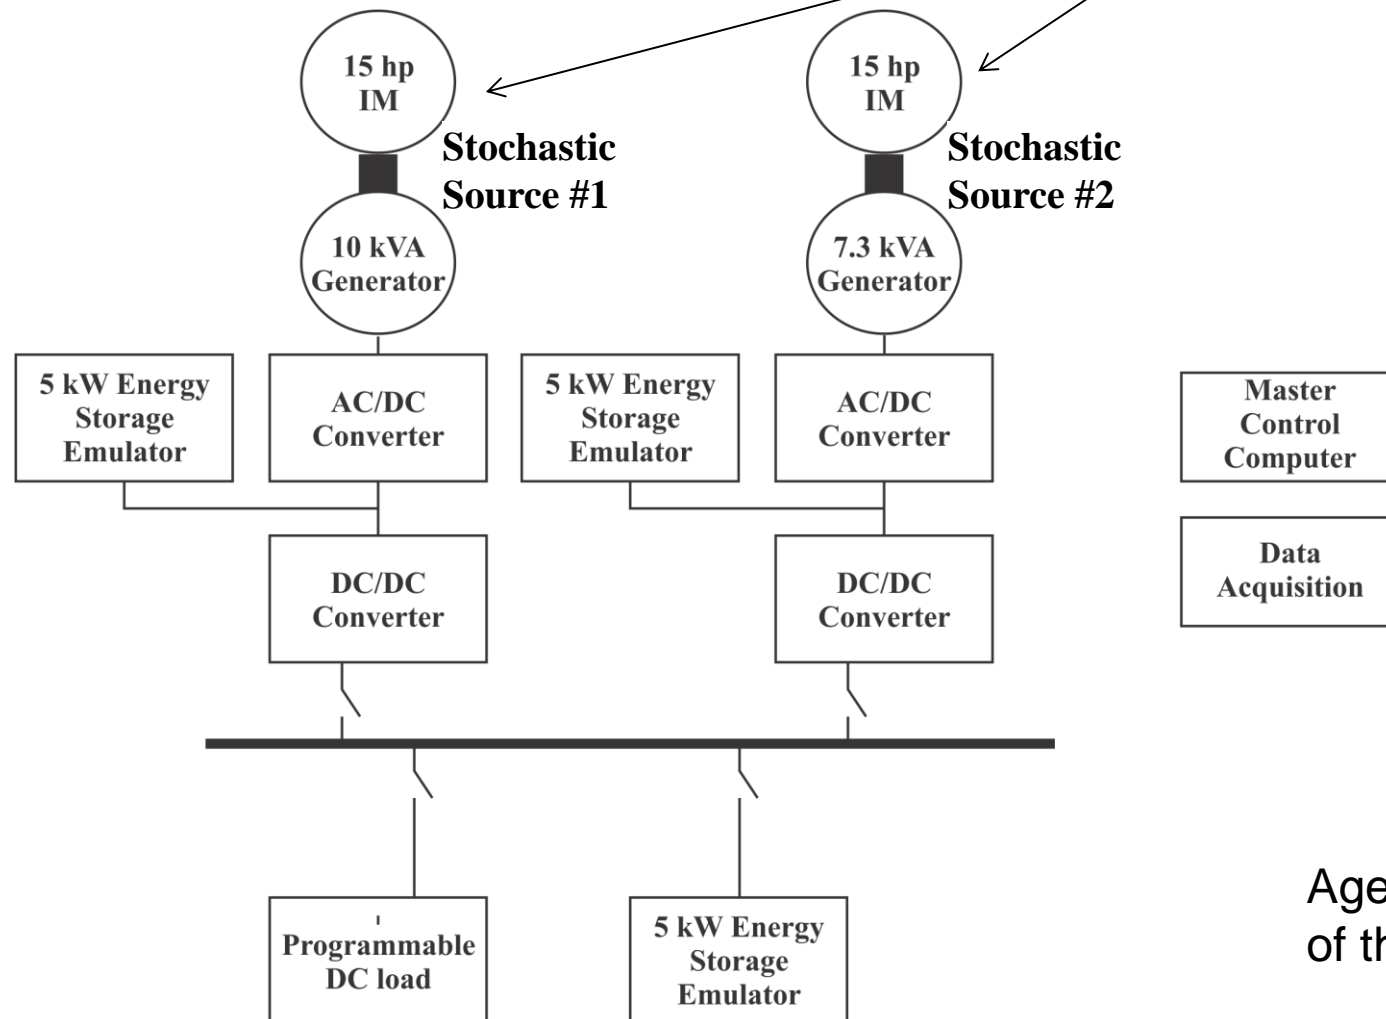 15 hp
IM
15 hp
IM
Stochastic
Source #1
Stochastic
Source #2
10 kVA
Generator
7.3 kVA
Generator
5 kW Energy
Storage
Emulator
AC/DC
Converter
5 kW Energy
Storage
Emulator
AC/DC
Converter
Master
Control
Computer
DC/DC
Converter
DC/DC
Converter
Data
Acquisition
Programmable
DC load
5 kW Energy
Storage
Emulator
of